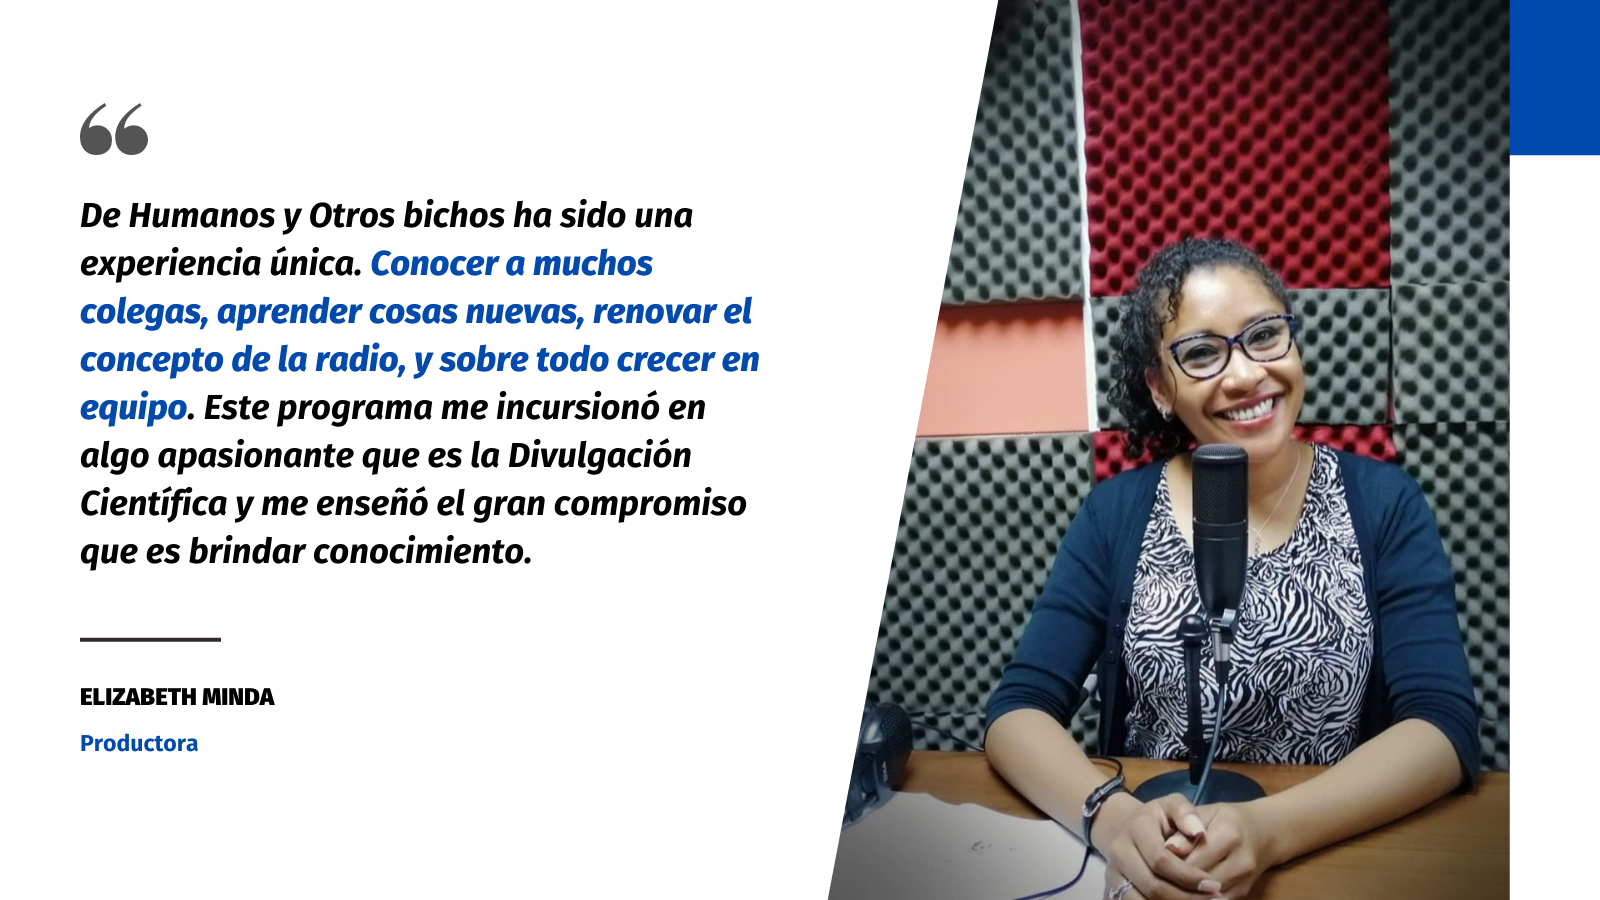 “
De Humanos y Otros bichos ha sido una
experiencia única. Conocer a muchos
colegas, aprender cosas nuevas, renovar el
concepto de la radio, y sobre todo crecer en
equipo. Este programa me incursionó en
algo apasionante que es la Divulgación
Científica y me enseñó el gran compromiso
que es brindar conocimiento.
ELIZABETH MINDA
Productora